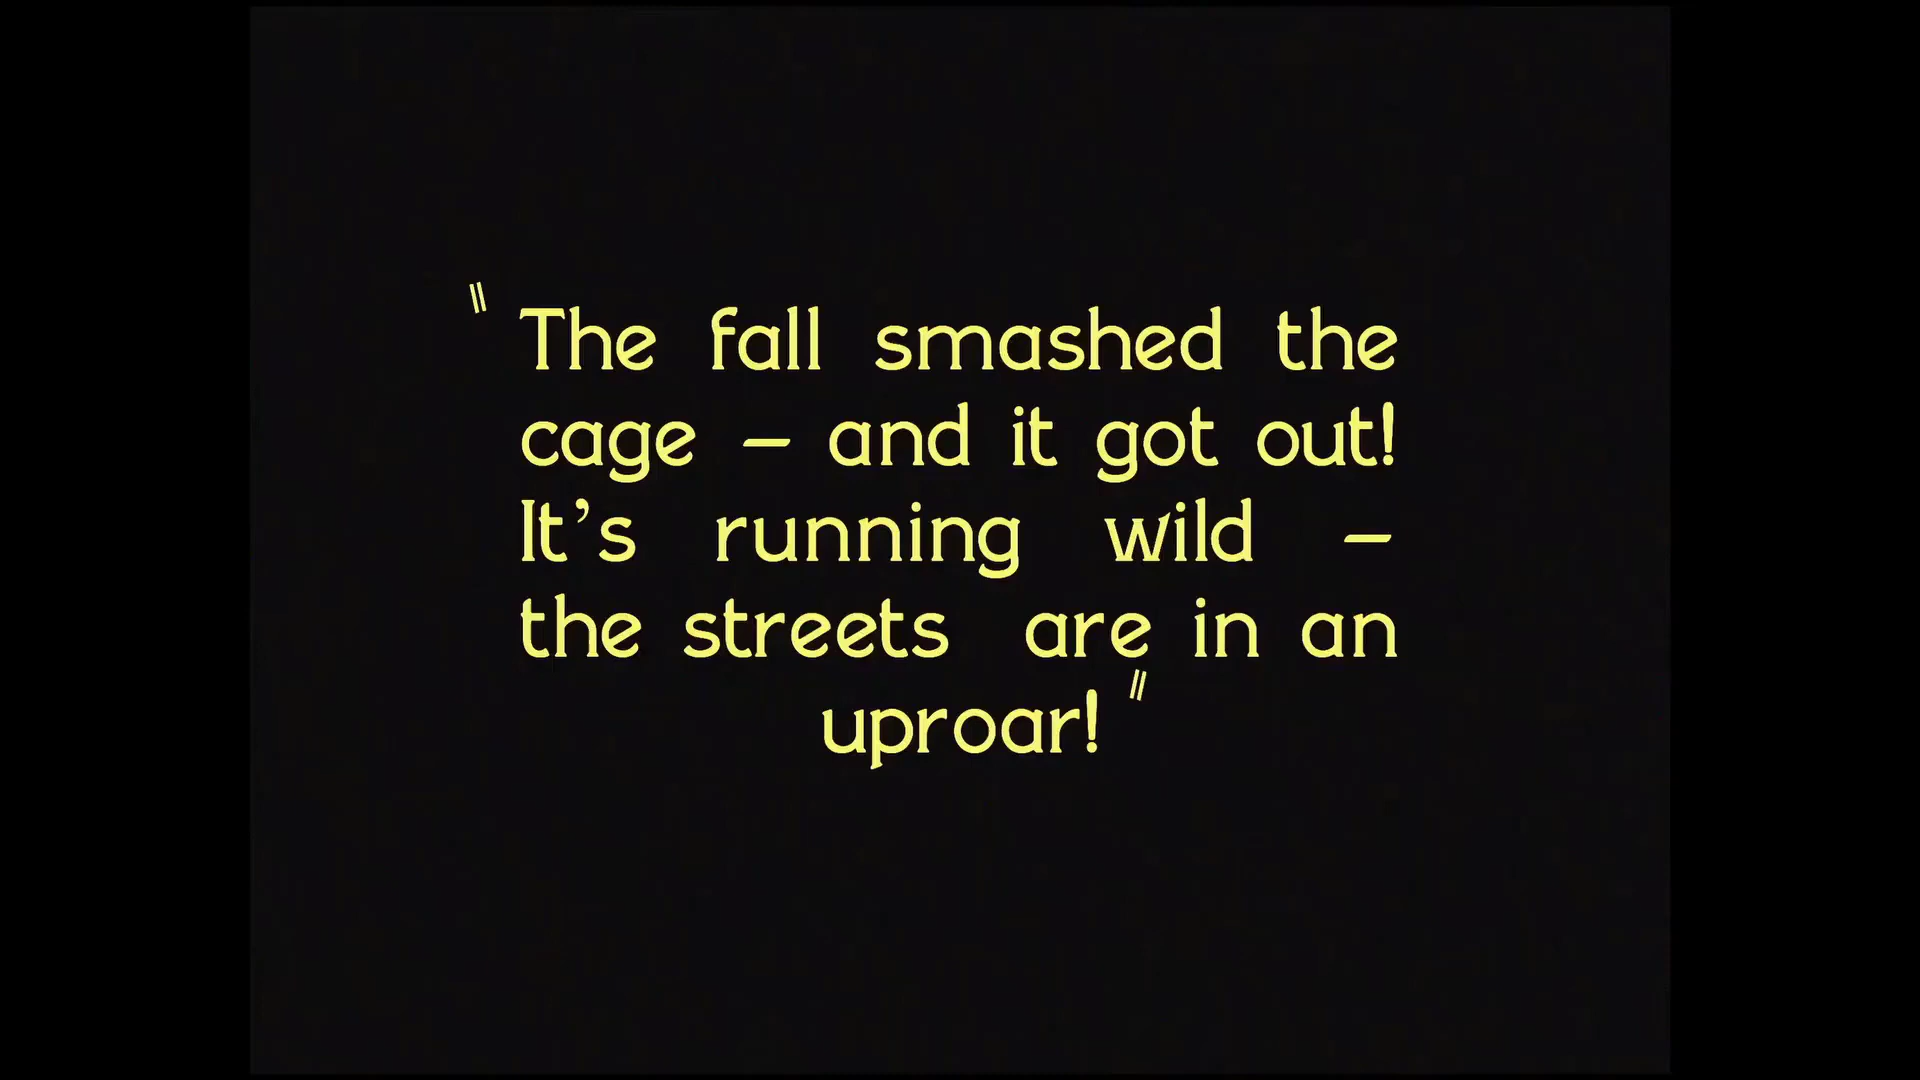 " The fall smashed the
cage – and it got out!
It's running wild –
the streets are in an
uproar! "